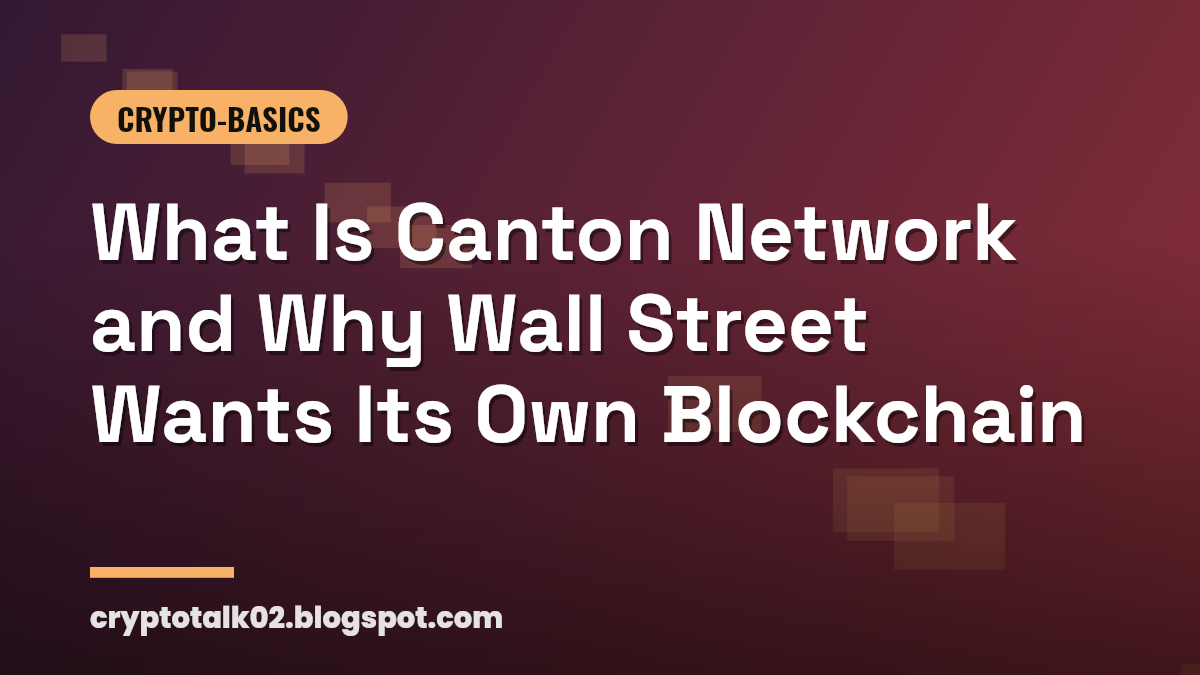 CRYPTO-BASICS
What Is Canton Network
and Why Wall Street
Wants Its Own Blockchain
cryptotalk02.blogspot.com